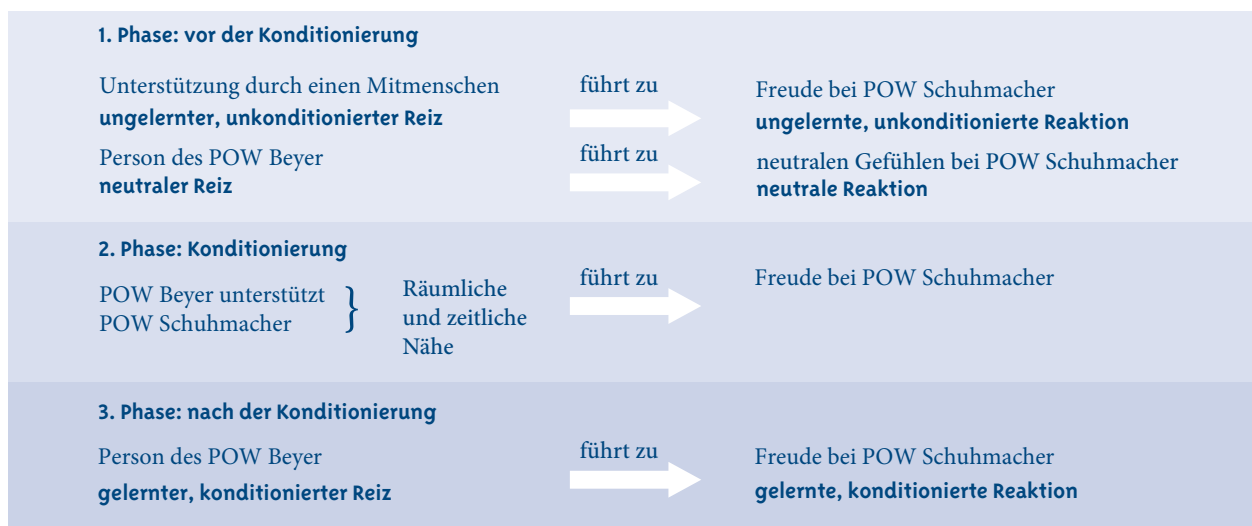 1. Phase: vor der Konditionierung
Unterstützung durch einen Mitmenschen
ungelernter, unkonditionierter Reiz
führt zu
Freude bei POW Schuhmacher
ungelernte, unkonditionierte Reaktion
Person des POW Beyer
neutraler Reiz
führt zu
neutralen Gefühlen bei POW Schuhmacher
neutrale Reaktion
2. Phase: Konditionierung
POW Beyer unterstützt
POW Schuhmacher
}
Räumliche
und zeitliche
Nähe
führt zu
Freude bei POW Schuhmacher
3. Phase: nach der Konditionierung
Person des POW Beyer
gelernter, konditionierter Reiz
führt zu
Freude bei POW Schuhmacher
gelernte, konditionierte Reaktion